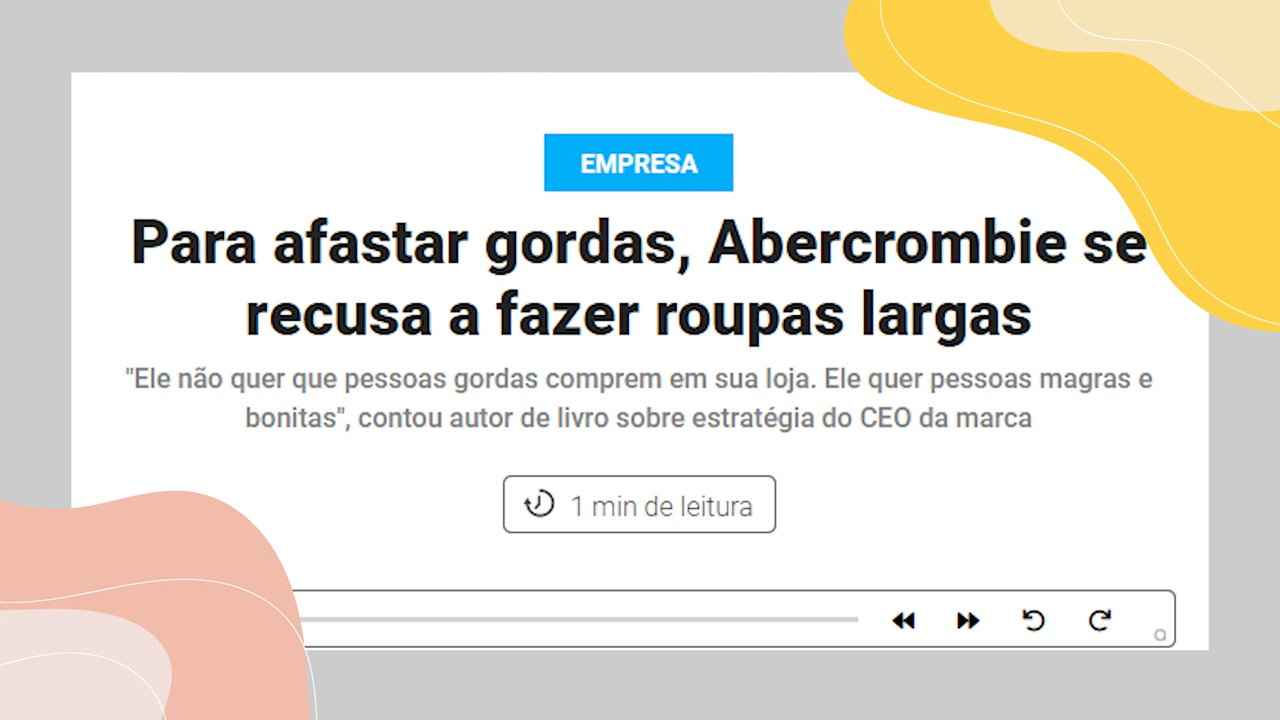 EMPRESA
Para afastar gordas, Abercrombie se
recusa a fazer roupas largas
"Ele não quer que pessoas gordas comprem em sua loja. Ele quer pessoas magras e
bonitas", contou autor de livro sobre estratégia do CEO da marca
1 min de leitura